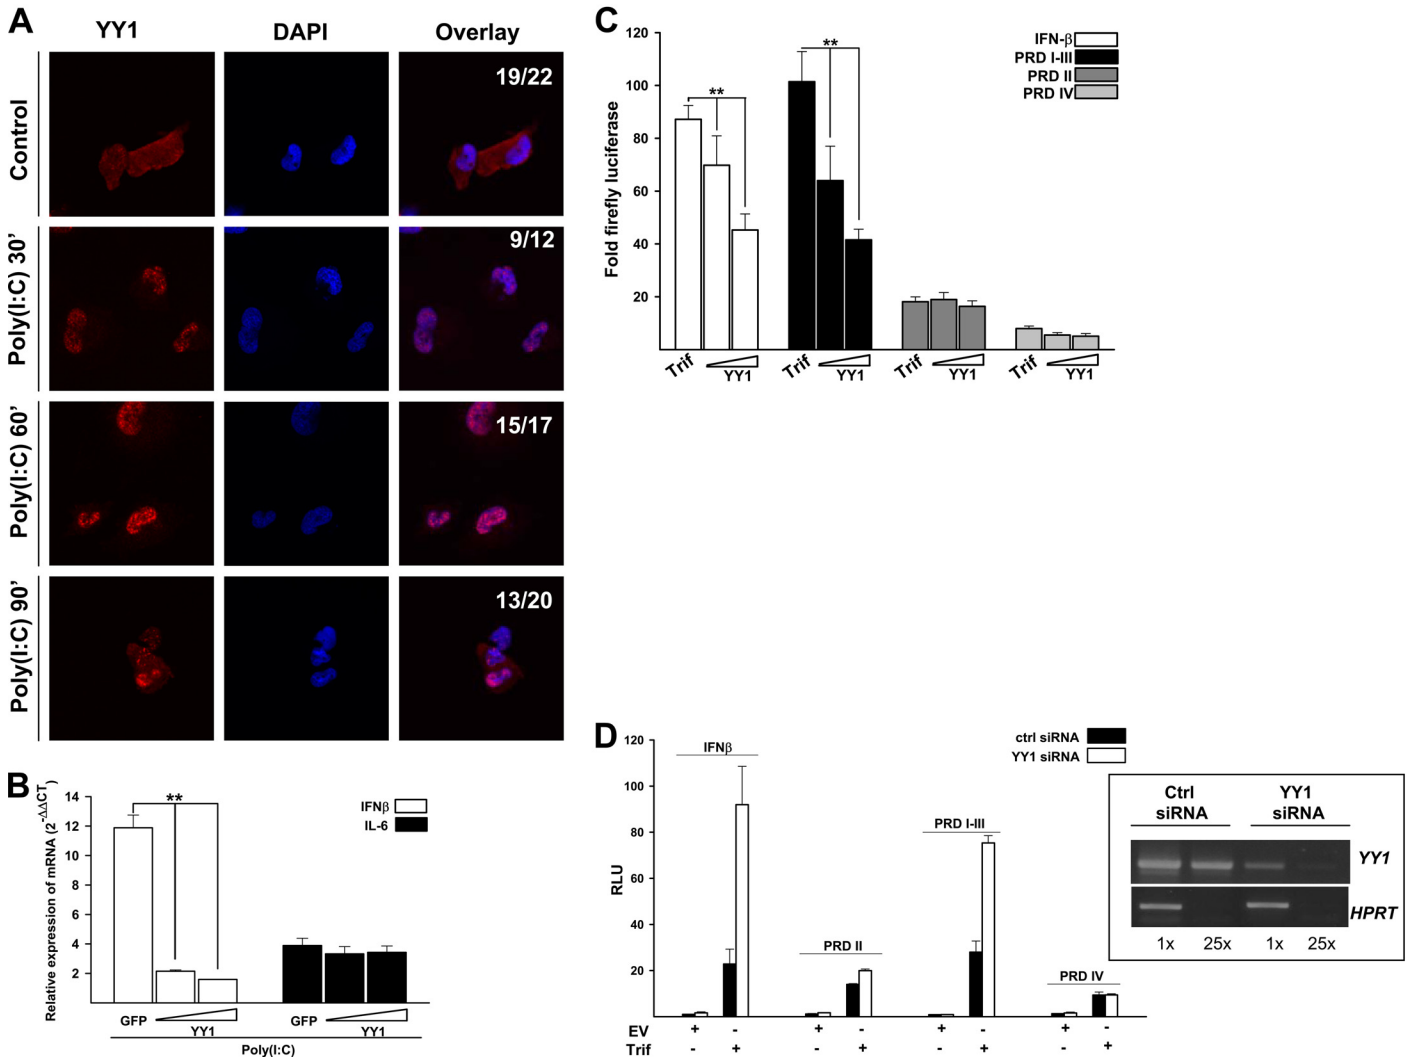 A
YY1 DAPI Overlay
Control
19/22
Poly(I:C) 30'
9/12
Poly(I:C) 60'
15/17
Poly(I:C) 90'
13/20
B
Relative expression of mRNA (2^-ΔΔCT)
14
12
10
8
6
4
2
**
IFNβ
IL-6
GFP YY1 GFP YY1
Poly(I:C)
C
Fold firefly luciferase
120
100
80
60
40
20
** **
IFN-β
PRD I-III
PRD II
PRD IV
Trif YY1 Trif YY1 Trif YY1 Trif YY1
D
RLU
120
100
80
60
40
20
IFNβ
PRD II
PRD I-III
PRD IV
ctrl siRNA
YY1 siRNA
EV + - + - + - + -
Trif - + - + - + - +
Ctrl siRNA
YY1 siRNA
YY1
HPRT
1x 25x 1x 25x